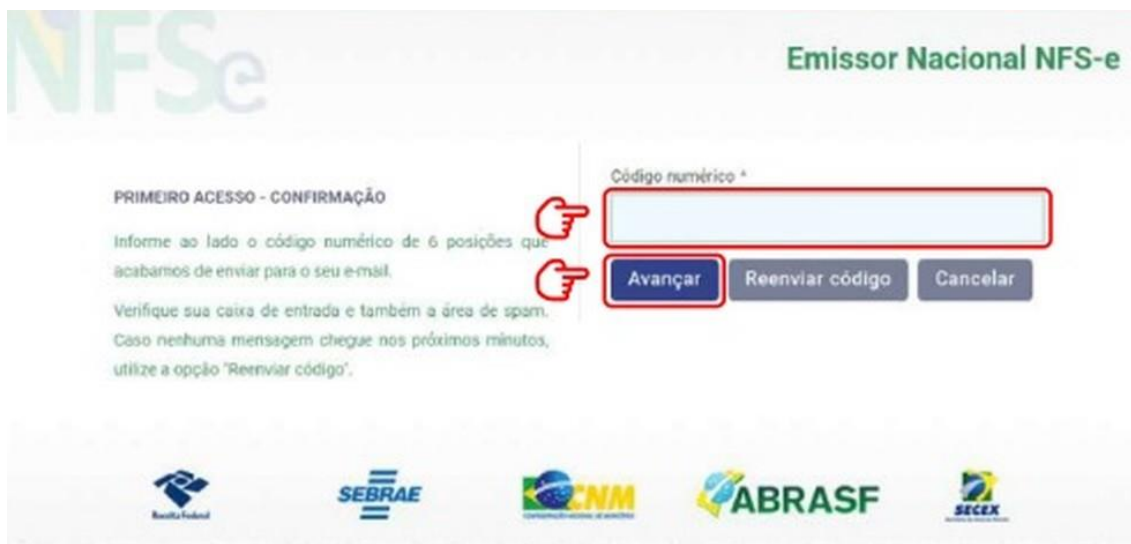 NFSe
Emissor Nacional NFS-e
PRIMEIRO ACESSO - CONFIRMAÇÃO
Informe ao lado o código numérico de 6 posições que
acabamos de enviar para o seu e-mail.
Verifique sua caixa de entrada e também a área de spam.
Caso nenhuma mensagem chegue nos próximos minutos,
utilize a opção "Reenviar código".
Código numérico *
Avançar
Reenviar código
Cancelar
Receita Federal
SEBRAE
CNM
ABRASF
SECEX